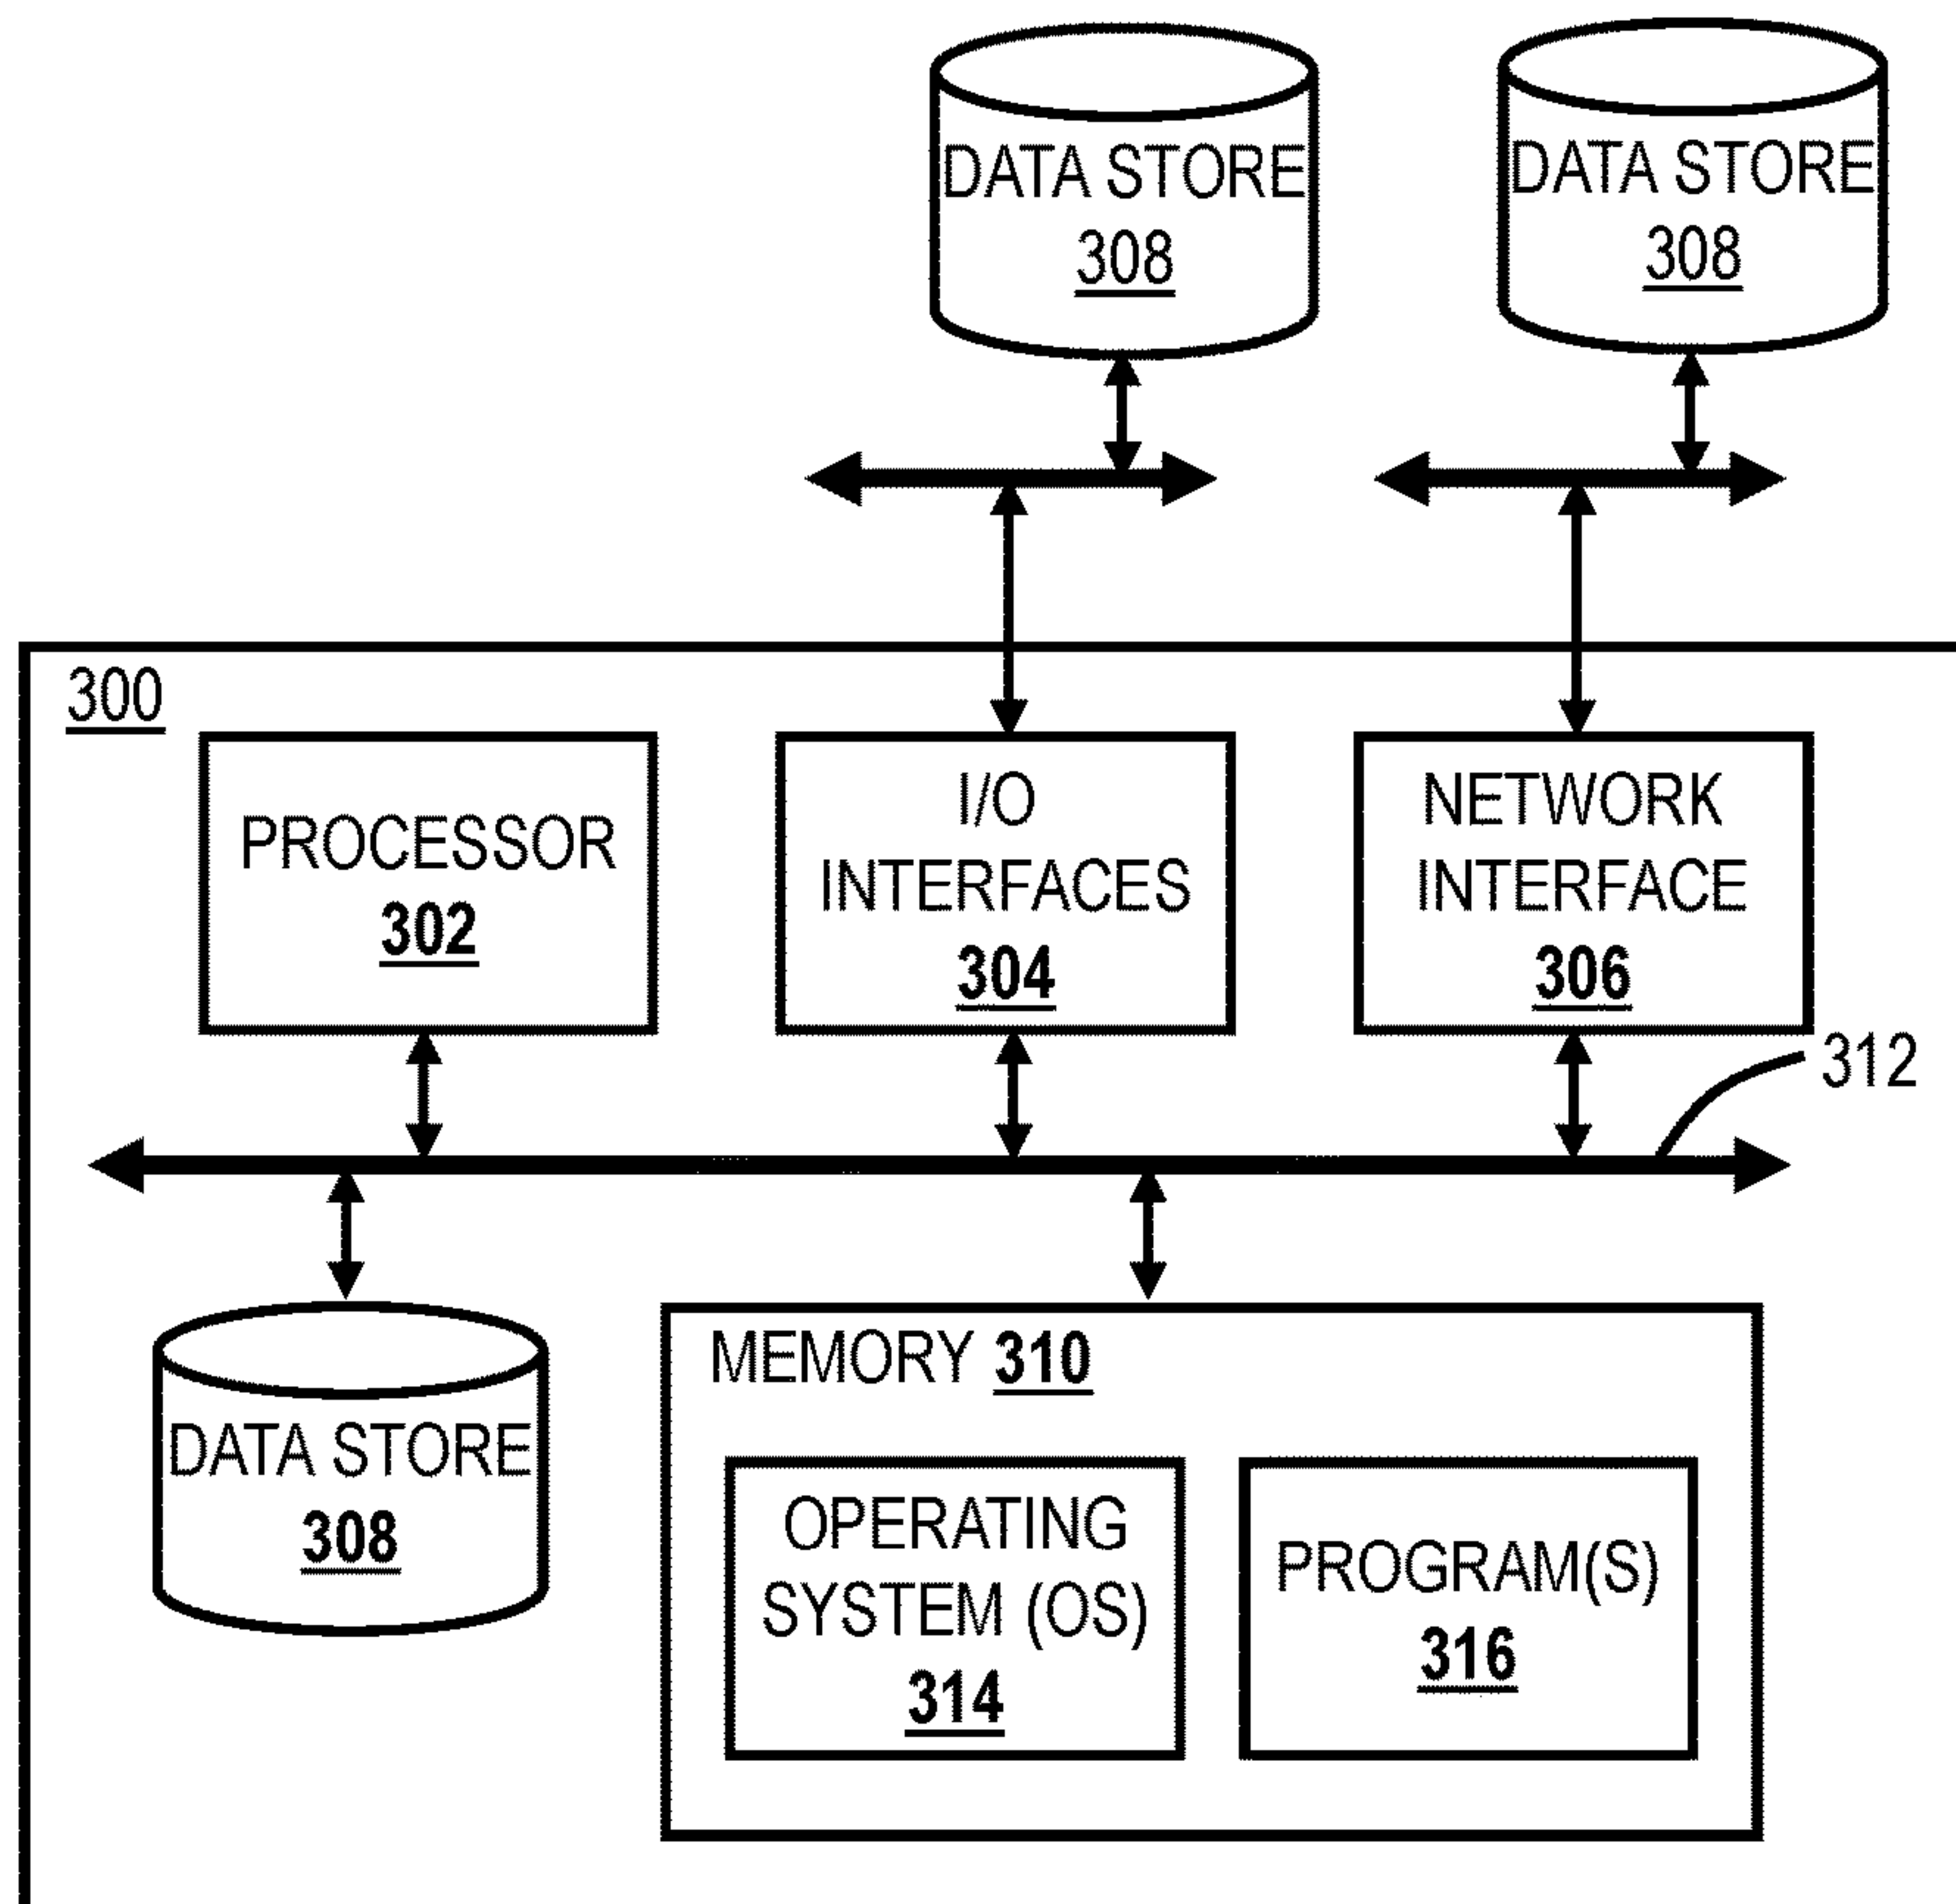 DATA STORE
308
DATA STORE
308
300
PROCESSOR
302
I/O
INTERFACES
304
NETWORK
INTERFACE
306
312
DATA STORE
308
MEMORY 310
OPERATING
SYSTEM (OS)
314
PROGRAM(S)
316